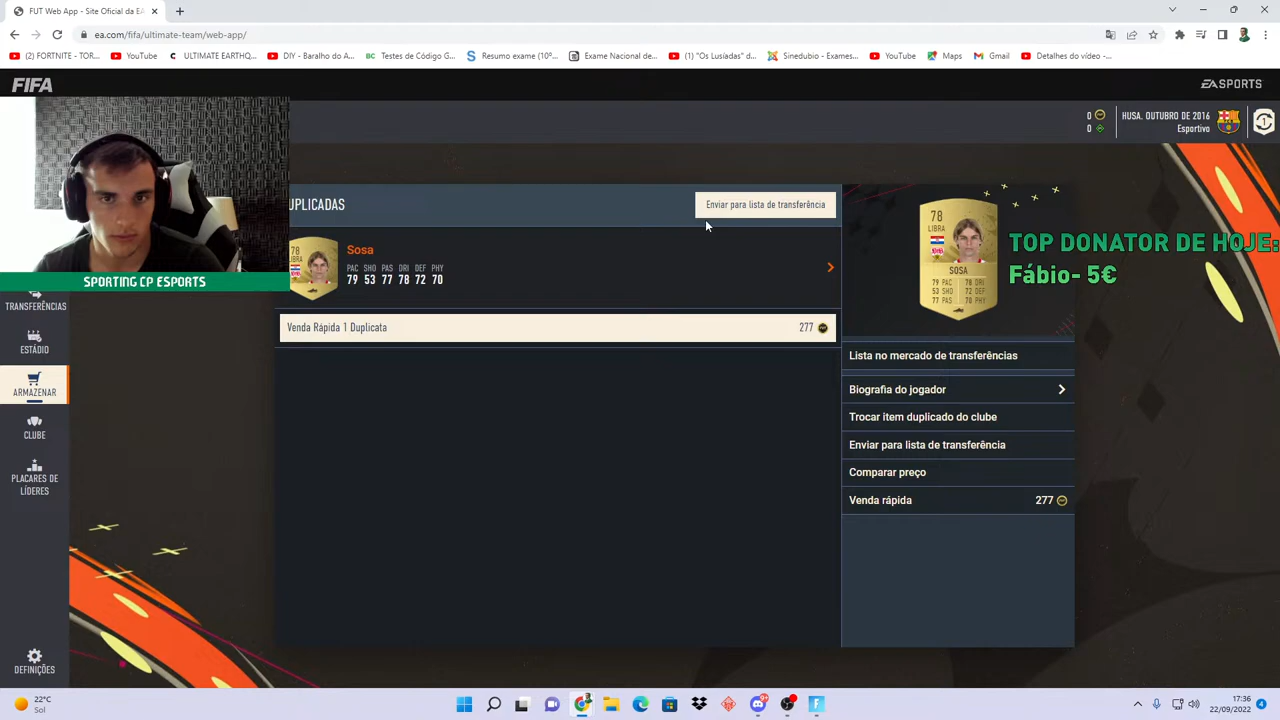 FUT Web App - Site Oficial da EA
ea.com/fifa/ultimate-team/web-app/
(2) FORTNITE - TOR...
YouTube
ULTIMATE EARTHQ...
DIY - Baralho do A...
Testes de Código G...
Resumo exame (10º...
Exame Nacional de...
(1) "Os Lusíadas" d...
Sinedubio - Exames...
YouTube
Maps
Gmail
Detalhes do vídeo -...
FIFA
EA SPORTS
0
0
HUSA. OUTUBRO DE 2016
Esportivo
1
UPLICADAS
Enviar para lista de transferência
78
Sosa
PAC SHO PAS DRI DEF PHY
79 53 77 78 72 70
Venda Rápida 1 Duplicata
277
78
LIBRA
SOSA
79 PAC 78 DRI
53 SHO 72 DEF
77 PAS 70 PHY
TOP DONATOR DE HOJE:
Fábio- 5€
Lista no mercado de transferências
Biografia do jogador
Trocar item duplicado do clube
Enviar para lista de transferência
Comparar preço
Venda rápida
277
SPORTING CP ESPORTS
TRANSFERÊNCIAS
ESTÁDIO
ARMAZENAR
CLUBE
PLACARES DE
LÍDERES
DEFINIÇÕES
22°C
Sol
17:36
22/09/2022
4